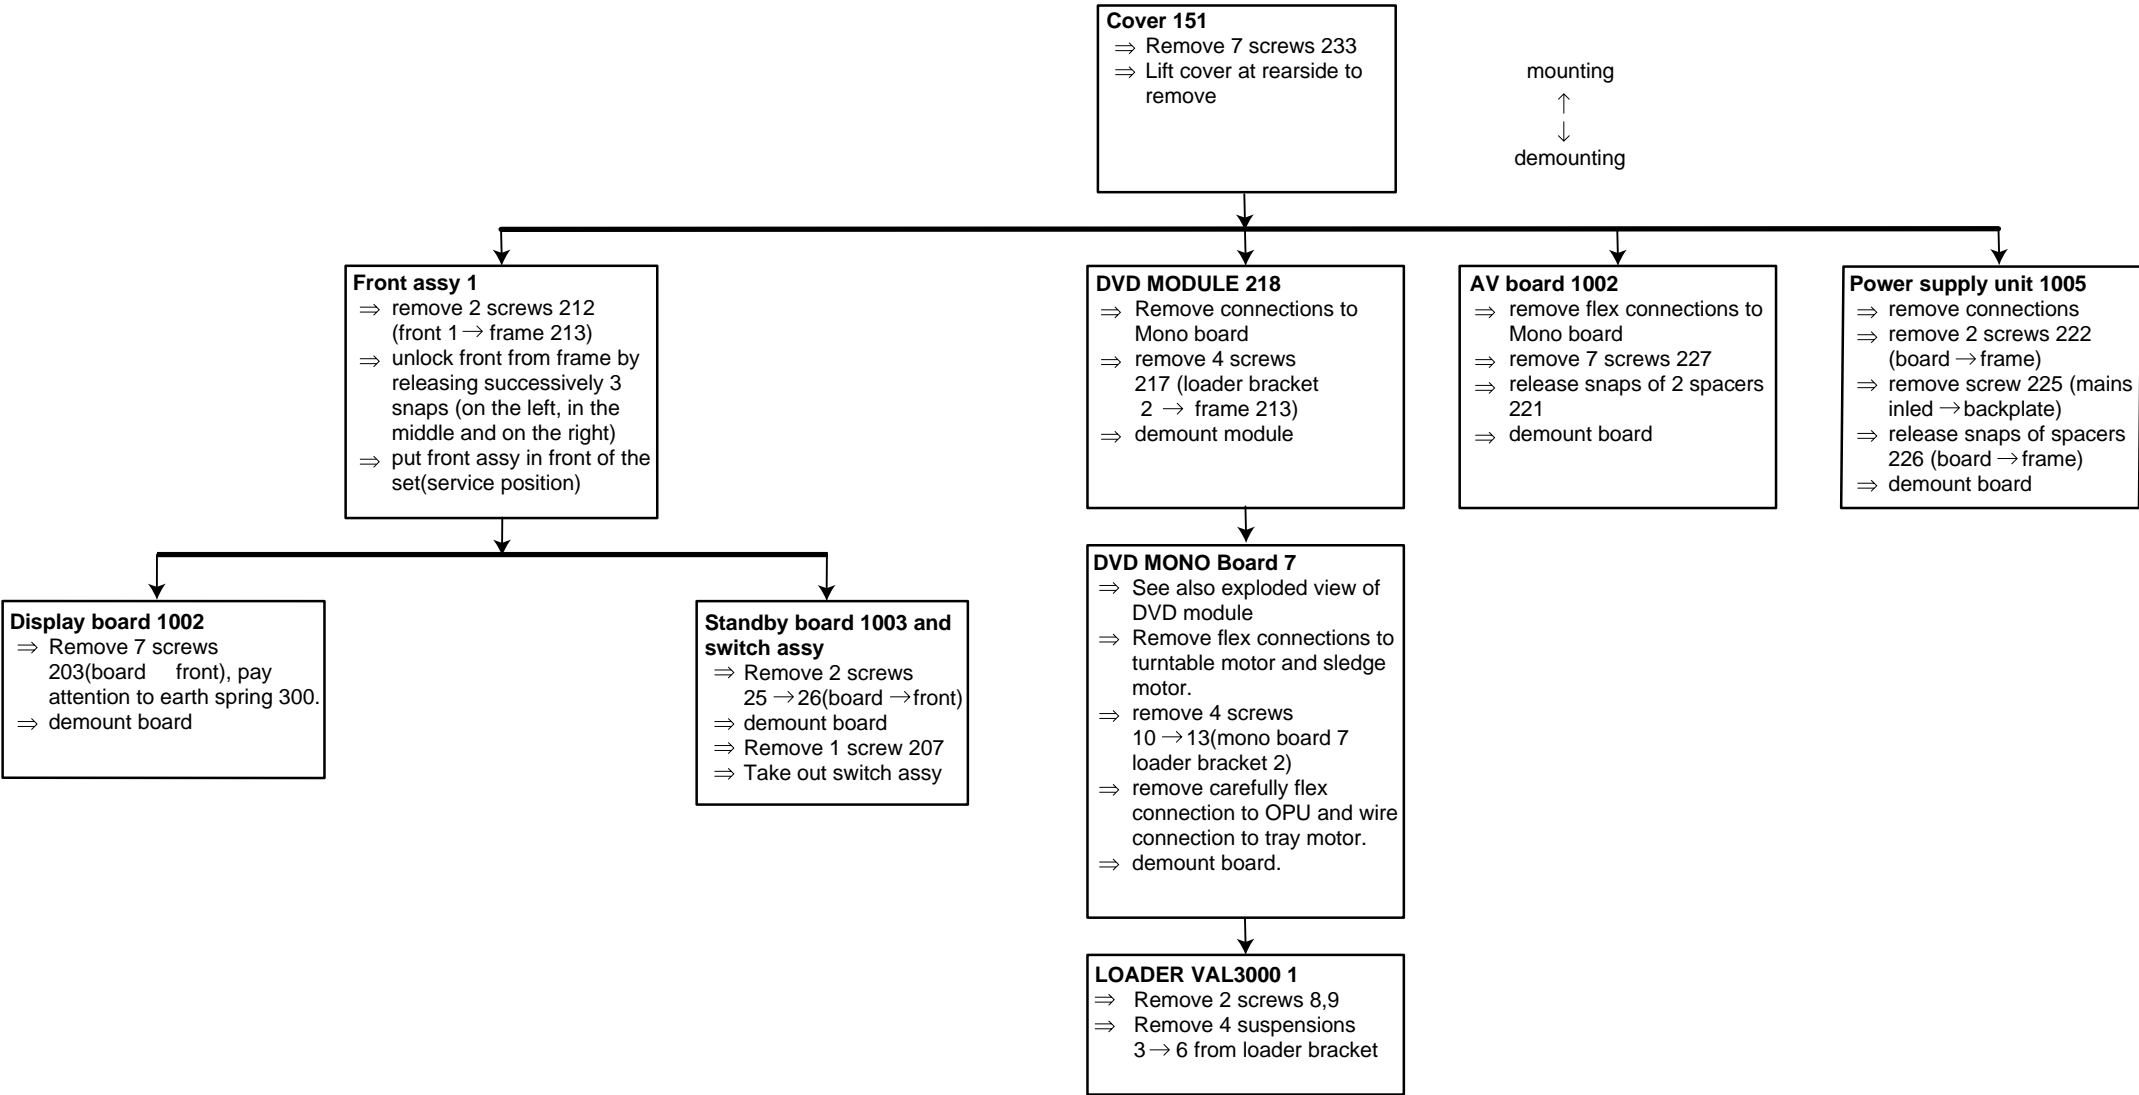 Cover 151
⇒ Remove 7 screws 233
⇒ Lift cover at rearside to
remove
mounting
↑
↓
demounting
Front assy 1
⇒ remove 2 screws 212
(front 1 → frame 213)
⇒ unlock front from frame by
releasing successively 3
snaps (on the left, in the
middle and on the right)
⇒ put front assy in front of the
set(service position)
DVD MODULE 218
⇒ Remove connections to
Mono board
⇒ remove 4 screws
217 (loader bracket
2 → frame 213)
⇒ demount module
AV board 1002
⇒ remove flex connections to
Mono board
⇒ remove 7 screws 227
⇒ release snaps of 2 spacers
221
⇒ demount board
Power supply unit 1005
⇒ remove connections
⇒ remove 2 screws 222
(board → frame)
⇒ remove screw 225 (mains
inled → backplate)
⇒ release snaps of spacers
226 (board → frame)
⇒ demount board
Display board 1002
⇒ Remove 7 screws
203(board front), pay
attention to earth spring 300.
⇒ demount board
Standby board 1003 and
switch assy
⇒ Remove 2 screws
25 → 26(board → front)
⇒ demount board
⇒ Remove 1 screw 207
⇒ Take out switch assy
DVD MONO Board 7
⇒ See also exploded view of
DVD module
⇒ Remove flex connections to
turntable motor and sledge
motor.
⇒ remove 4 screws
10 → 13(mono board 7
loader bracket 2)
⇒ remove carefully flex
connection to OPU and wire
connection to tray motor.
⇒ demount board.
LOADER VAL3000 1
⇒ Remove 2 screws 8,9
⇒ Remove 4 suspensions
3 → 6 from loader bracket